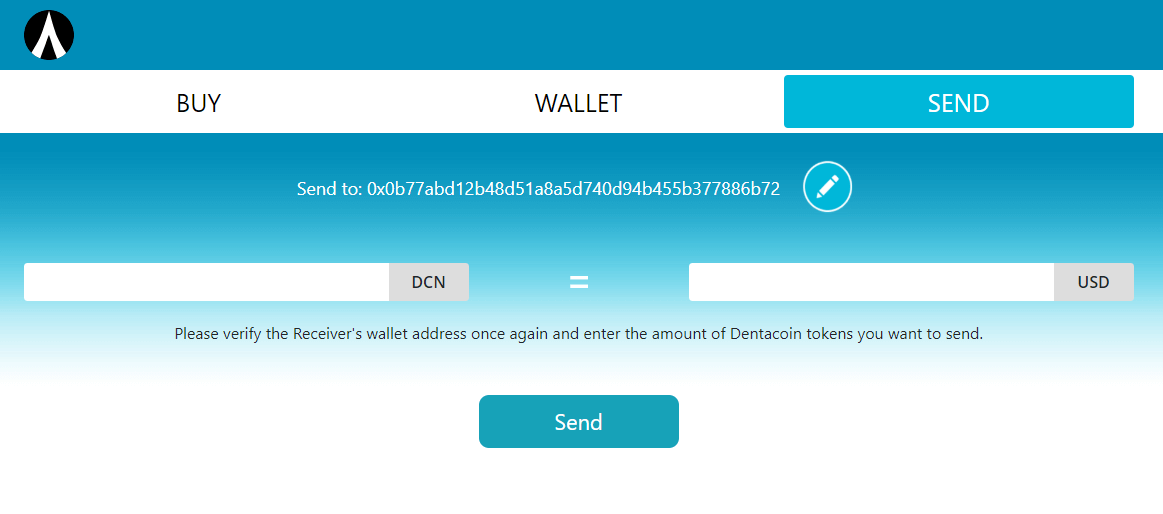 BUY
WALLET
SEND
Send to: 0x0b77abd12b48d51a8a5d740d94b455b377886b72
DCN
=
USD
Please verify the Receiver's wallet address once again and enter the amount of Dentacoin tokens you want to send.
Send